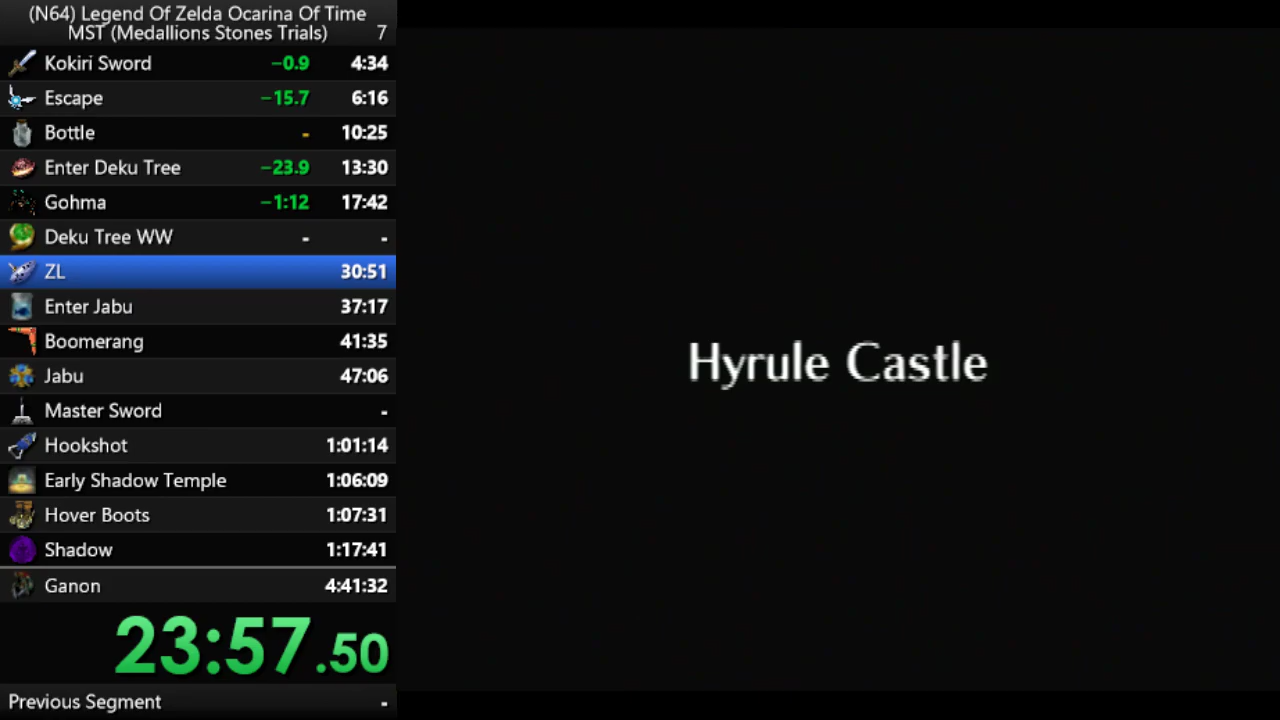 (N64) Legend Of Zelda Ocarina Of Time
MST (Medallions Stones Trials) 7
Kokiri Sword −0.9 4:34
Escape −15.7 6:16
Bottle - 10:25
Enter Deku Tree −23.9 13:30
Gohma −1:12 17:42
Deku Tree WW - -
ZL 30:51
Enter Jabu 37:17
Boomerang 41:35
Jabu 47:06
Master Sword -
Hookshot 1:01:14
Early Shadow Temple 1:06:09
Hover Boots 1:07:31
Shadow 1:17:41
Ganon 4:41:32
23:57.50
Previous Segment -
Hyrule Castle